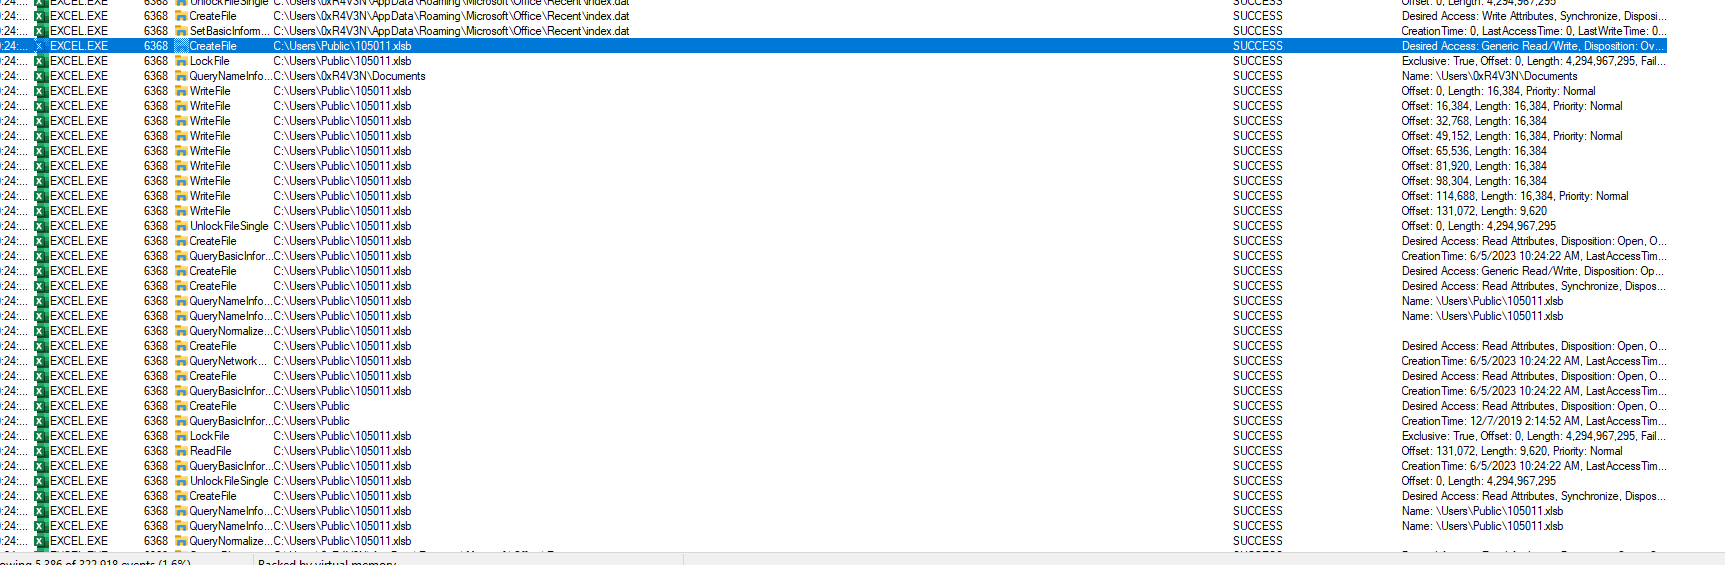 :24:... EXCEL.EXE 6368 UnlockFileSingle C:\Users\0xR4V3N\AppData\Roaming\Microsoft\Office\Recent\index.dat SUCCESS Offset: 0, Length: 4,294,967,295
:24:... EXCEL.EXE 6368 CreateFile C:\Users\0xR4V3N\AppData\Roaming\Microsoft\Office\Recent\index.dat SUCCESS Desired Access: Write Attributes, Synchronize, Disposi...
:24:... EXCEL.EXE 6368 SetBasicInform... C:\Users\0xR4V3N\AppData\Roaming\Microsoft\Office\Recent\index.dat SUCCESS CreationTime: 0, LastAccessTime: 0, LastWriteTime: 0...
:24:... EXCEL.EXE 6368 CreateFile C:\Users\Public\105011.xlsb SUCCESS Desired Access: Generic Read/Write, Disposition: Ov...
:24:... EXCEL.EXE 6368 LockFile C:\Users\Public\105011.xlsb SUCCESS Exclusive: True, Offset: 0, Length: 4,294,967,295, Fail...
:24:... EXCEL.EXE 6368 QueryNameInfo... C:\Users\0xR4V3N\Documents SUCCESS Name: \Users\0xR4V3N\Documents
:24:... EXCEL.EXE 6368 WriteFile C:\Users\Public\105011.xlsb SUCCESS Offset: 0, Length: 16,384, Priority: Normal
:24:... EXCEL.EXE 6368 WriteFile C:\Users\Public\105011.xlsb SUCCESS Offset: 16,384, Length: 16,384, Priority: Normal
:24:... EXCEL.EXE 6368 WriteFile C:\Users\Public\105011.xlsb SUCCESS Offset: 32,768, Length: 16,384
:24:... EXCEL.EXE 6368 WriteFile C:\Users\Public\105011.xlsb SUCCESS Offset: 49,152, Length: 16,384, Priority: Normal
:24:... EXCEL.EXE 6368 WriteFile C:\Users\Public\105011.xlsb SUCCESS Offset: 65,536, Length: 16,384
:24:... EXCEL.EXE 6368 WriteFile C:\Users\Public\105011.xlsb SUCCESS Offset: 81,920, Length: 16,384
:24:... EXCEL.EXE 6368 WriteFile C:\Users\Public\105011.xlsb SUCCESS Offset: 98,304, Length: 16,384
:24:... EXCEL.EXE 6368 WriteFile C:\Users\Public\105011.xlsb SUCCESS Offset: 114,688, Length: 16,384, Priority: Normal
:24:... EXCEL.EXE 6368 WriteFile C:\Users\Public\105011.xlsb SUCCESS Offset: 131,072, Length: 9,620
:24:... EXCEL.EXE 6368 UnlockFileSingle C:\Users\Public\105011.xlsb SUCCESS Offset: 0, Length: 4,294,967,295
:24:... EXCEL.EXE 6368 CreateFile C:\Users\Public\105011.xlsb SUCCESS Desired Access: Read Attributes, Disposition: Open, O...
:24:... EXCEL.EXE 6368 QueryBasicInfor... C:\Users\Public\105011.xlsb SUCCESS CreationTime: 6/5/2023 10:24:22 AM, LastAccessTim...
:24:... EXCEL.EXE 6368 CreateFile C:\Users\Public\105011.xlsb SUCCESS Desired Access: Generic Read/Write, Disposition: Op...
:24:... EXCEL.EXE 6368 CreateFile C:\Users\Public\105011.xlsb SUCCESS Desired Access: Read Attributes, Synchronize, Dispos...
:24:... EXCEL.EXE 6368 QueryNameInfo... C:\Users\Public\105011.xlsb SUCCESS Name: \Users\Public\105011.xlsb
:24:... EXCEL.EXE 6368 QueryNameInfo... C:\Users\Public\105011.xlsb SUCCESS Name: \Users\Public\105011.xlsb
:24:... EXCEL.EXE 6368 QueryNormalize... C:\Users\Public\105011.xlsb SUCCESS
:24:... EXCEL.EXE 6368 CreateFile C:\Users\Public\105011.xlsb SUCCESS Desired Access: Read Attributes, Disposition: Open, O...
:24:... EXCEL.EXE 6368 QueryNetwork... C:\Users\Public\105011.xlsb SUCCESS CreationTime: 6/5/2023 10:24:22 AM, LastAccessTim...
:24:... EXCEL.EXE 6368 CreateFile C:\Users\Public\105011.xlsb SUCCESS Desired Access: Read Attributes, Disposition: Open, O...
:24:... EXCEL.EXE 6368 QueryBasicInfor... C:\Users\Public\105011.xlsb SUCCESS CreationTime: 6/5/2023 10:24:22 AM, LastAccessTim...
:24:... EXCEL.EXE 6368 CreateFile C:\Users\Public SUCCESS Desired Access: Read Attributes, Disposition: Open, O...
:24:... EXCEL.EXE 6368 QueryBasicInfor... C:\Users\Public SUCCESS CreationTime: 12/7/2019 2:14:52 AM, LastAccessTim...
:24:... EXCEL.EXE 6368 LockFile C:\Users\Public\105011.xlsb SUCCESS Exclusive: True, Offset: 0, Length: 4,294,967,295, Fail...
:24:... EXCEL.EXE 6368 ReadFile C:\Users\Public\105011.xlsb SUCCESS Offset: 131,072, Length: 9,620, Priority: Normal
:24:... EXCEL.EXE 6368 QueryBasicInfor... C:\Users\Public\105011.xlsb SUCCESS CreationTime: 6/5/2023 10:24:22 AM, LastAccessTim...
:24:... EXCEL.EXE 6368 UnlockFileSingle C:\Users\Public\105011.xlsb SUCCESS Offset: 0, Length: 4,294,967,295
:24:... EXCEL.EXE 6368 CreateFile C:\Users\Public\105011.xlsb SUCCESS Desired Access: Read Attributes, Synchronize, Dispos...
:24:... EXCEL.EXE 6368 QueryNameInfo... C:\Users\Public\105011.xlsb SUCCESS Name: \Users\Public\105011.xlsb
:24:... EXCEL.EXE 6368 QueryNameInfo... C:\Users\Public\105011.xlsb SUCCESS Name: \Users\Public\105011.xlsb
:24:... EXCEL.EXE 6368 QueryNormalize... C:\Users\Public\105011.xlsb SUCCESS
owing 5,386 of 322,918 events (1.6%) Backed by virtual memory